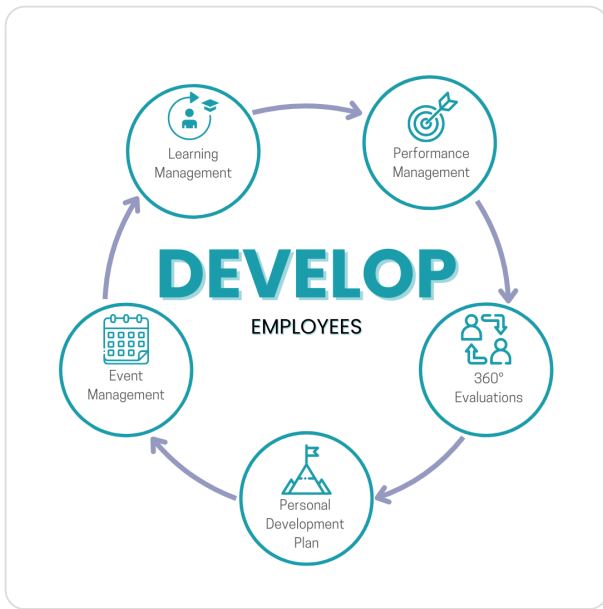 Learning
Management
Performance
Management
DEVELOP
EMPLOYEES
Event
Management
360°
Evaluations
Personal
Development
Plan